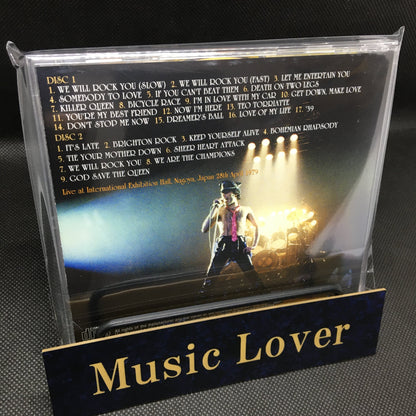 DISC 1
1. WE WILL ROCK YOU (SLOW) 2. WE WILL ROCK YOU (FAST) 3. LET ME ENTERTAIN YOU
4. SOMEBODY TO LOVE 5. IF YOU CAN'T BEAT THEM 6. DEATH ON TWO LEGS
7. KILLER QUEEN 8. BICYCLE RACE 9. I'M IN LOVE WITH MY CAR 10. GET DOWN, MAKE LOVE
11. YOU'RE MY BEST FRIEND 12. NOW I'M HERE 13. TEO TORRIATTE
14. DON'T STOP ME NOW 15. DREAMER'S BALL 16. LOVE OF MY LIFE 17. '39
DISC 2
1. IT'S LATE 2. BRIGHTON ROCK 3. KEEP YOURSELF ALIVE 4. BOHEMIAN RHAPSODY
5. TIE YOUR MOTHER DOWN 6. SHEER HEART ATTACK
7. WE WILL ROCK YOU 8. WE ARE THE CHAMPIONS
9. GOD SAVE THE QUEEN
Live at International Exhibition Hall, Nagoya, Japan 28th April 1979
All rights of the
Music Lover